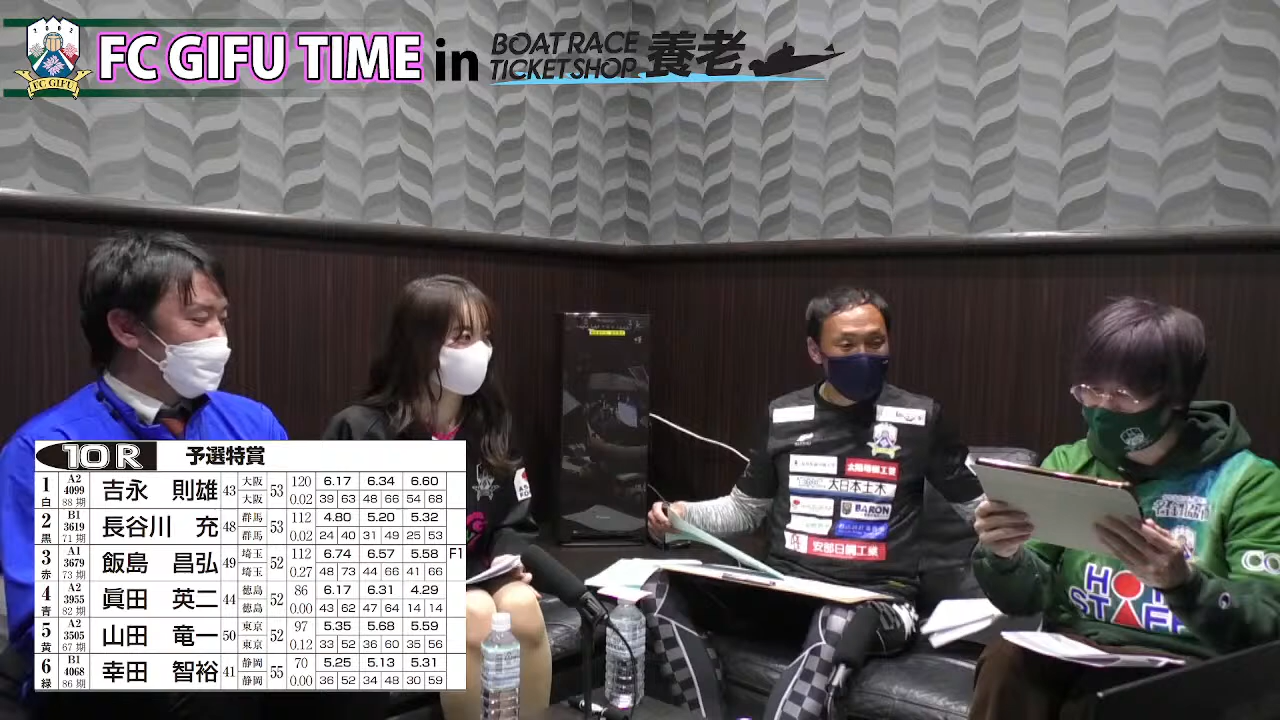 FC GIFU TIME in BOAT RACE TICKET SHOP 養老
FC GIFU
10R 予選特賞
1 白 A2 4099 88期 吉永 則雄 43 大阪 大阪 53 120 0.02 6.17 6.34
39 53 48 66 54 68
2 黒 B1 3619 71期 長谷川 充 48 群馬 群馬 53 112 0.02 4.80 5.20 5.32
24 40 31 49 25 53
3 赤 A1 3679 73期 飯島 昌弘 49 埼玉 埼玉 52 112 0.27 6.74 6.57 5.58 F1
48 73 44 66 41 66
4 青 A2 3955 82期 眞田 英二 44 徳島 徳島 52 86 0.00 6.17 6.31 4.29
43 62 47 64 14 14
5 黄 A2 3505 67期 山田 竜一 50 東京 東京 52 97 0.12 5.35 5.68 5.59
33 52 36 60 35 56
6 緑 B1 4068 86期 幸田 智裕 41 静岡 静岡 55 70 0.00 5.25 5.13 5.31
36 52 34 48 30 59
太陽電機工業
大日本土木
BARON
安部日鋼工業